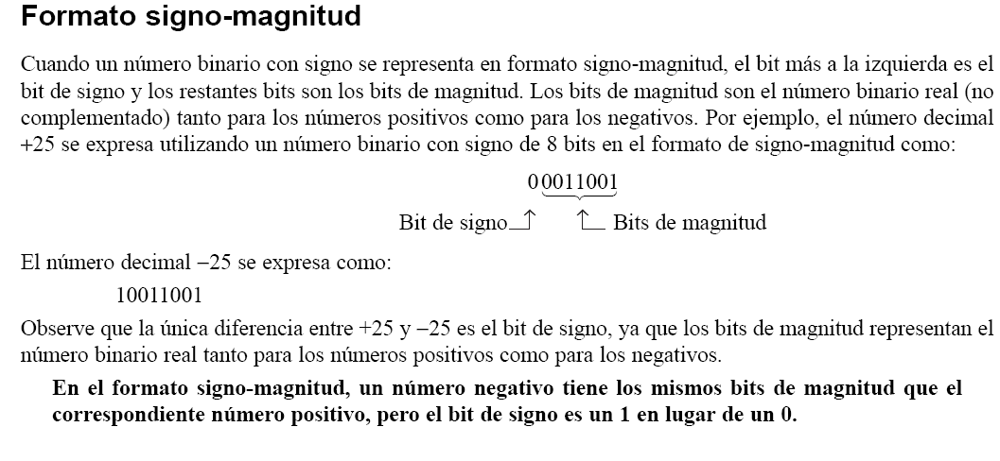 Formato signo-magnitud
Cuando un número binario con signo se representa en formato signo-magnitud, el bit más a la izquierda es el
bit de signo y los restantes bits son los bits de magnitud. Los bits de magnitud son el número binario real (no
complementado) tanto para los números positivos como para los negativos. Por ejemplo, el número decimal
+25 se expresa utilizando un número binario con signo de 8 bits en el formato de signo-magnitud como:
0 0011001
Bit de signo Bits de magnitud
El número decimal –25 se expresa como:
10011001
Observe que la única diferencia entre +25 y –25 es el bit de signo, ya que los bits de magnitud representan el
número binario real tanto para los números positivos como para los negativos.
En el formato signo-magnitud, un número negativo tiene los mismos bits de magnitud que el
correspondiente número positivo, pero el bit de signo es un 1 en lugar de un 0.